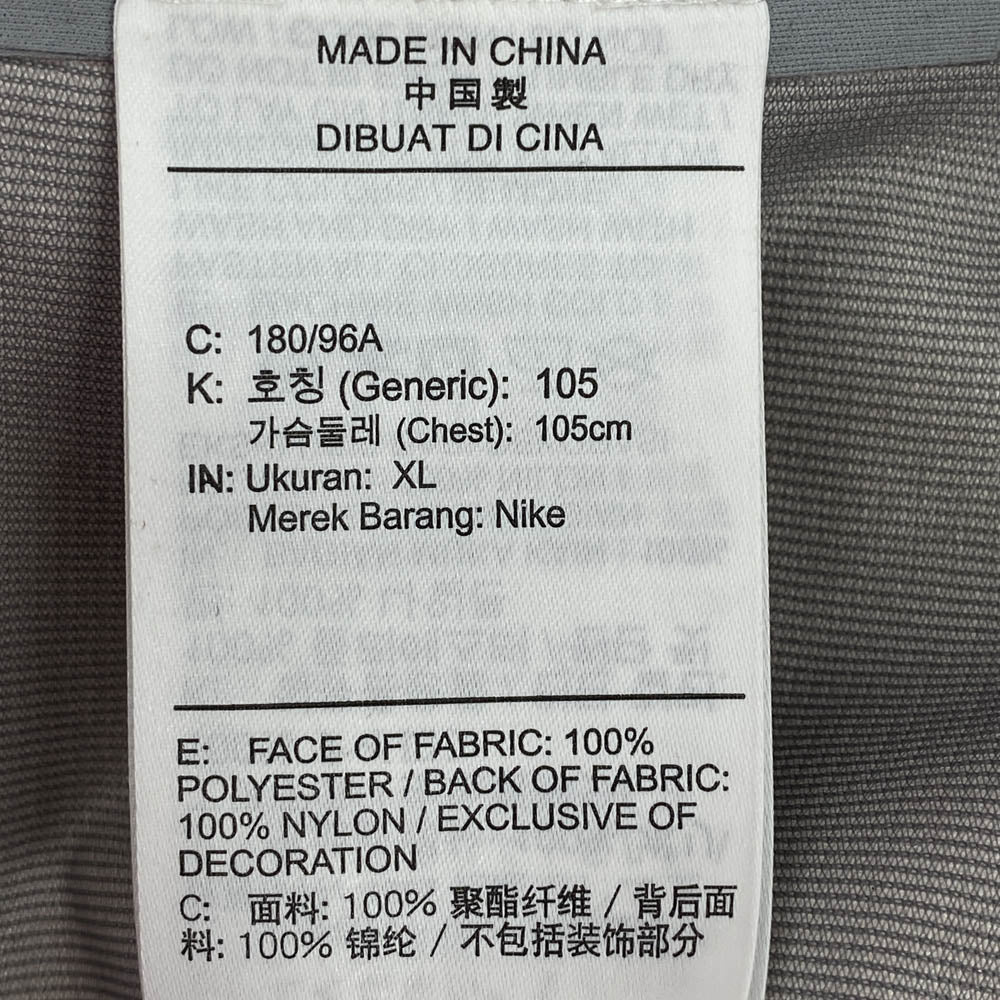 MADE IN CHINA
中国製
DIBUAT DI CINA
C: 180/96A
K: 호칭 (Generic): 105
가슴둘레 (Chest): 105cm
IN: Ukuran: XL
Merek Barang: Nike
E: FACE OF FABRIC: 100%
POLYESTER / BACK OF FABRIC:
100% NYLON / EXCLUSIVE OF
DECORATION
C: 面料: 100% 聚酯纤维 / 背后面
料: 100% 锦纶 / 不包括装饰部分